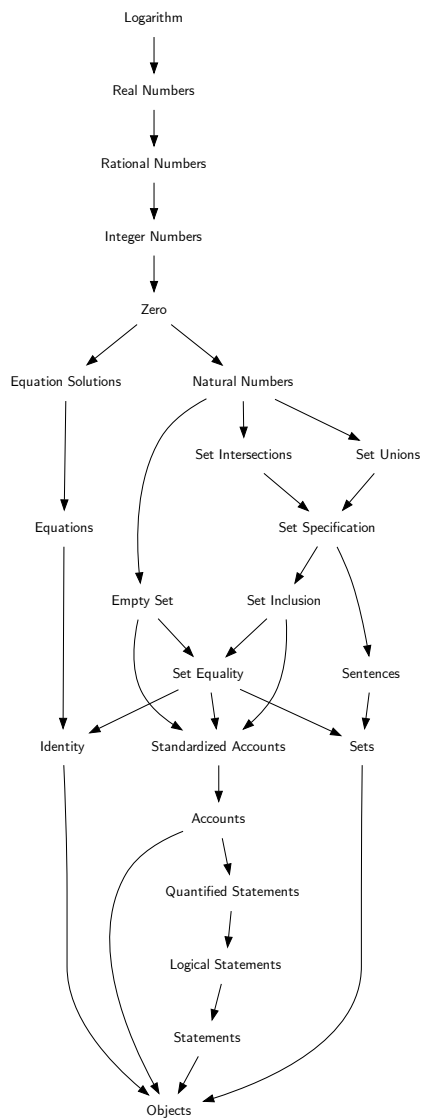 Logarithm
Real Numbers
Rational Numbers
Integer Numbers
Zero
Equation Solutions
Natural Numbers
Set Intersections
Set Unions
Equations
Set Specification
Empty Set
Set Inclusion
Set Equality
Sentences
Identity
Standardized Accounts
Sets
Accounts
Quantified Statements
Logical Statements
Statements
Objects